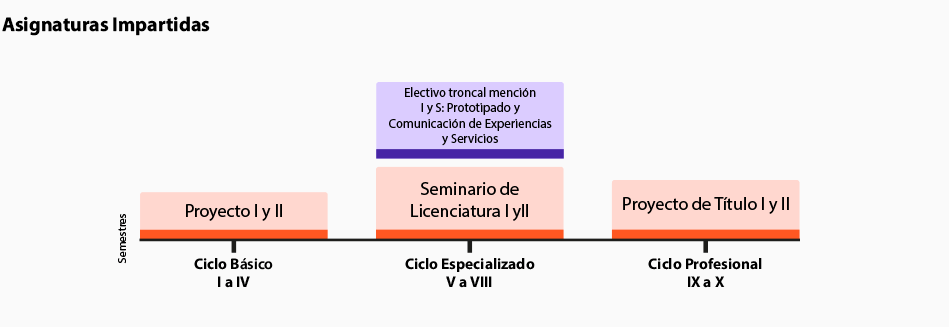 Asignaturas Impartidas
Electivo troncal mención
I y S: Prototipado y
Comunicación de Experiencias
y Servicios
Proyecto I y II
Seminario de
Licenciatura I yII
Proyecto de Título I y II
Semestres
Ciclo Básico
I a IV
Ciclo Especializado
V a VIII
Ciclo Profesional
IX a X